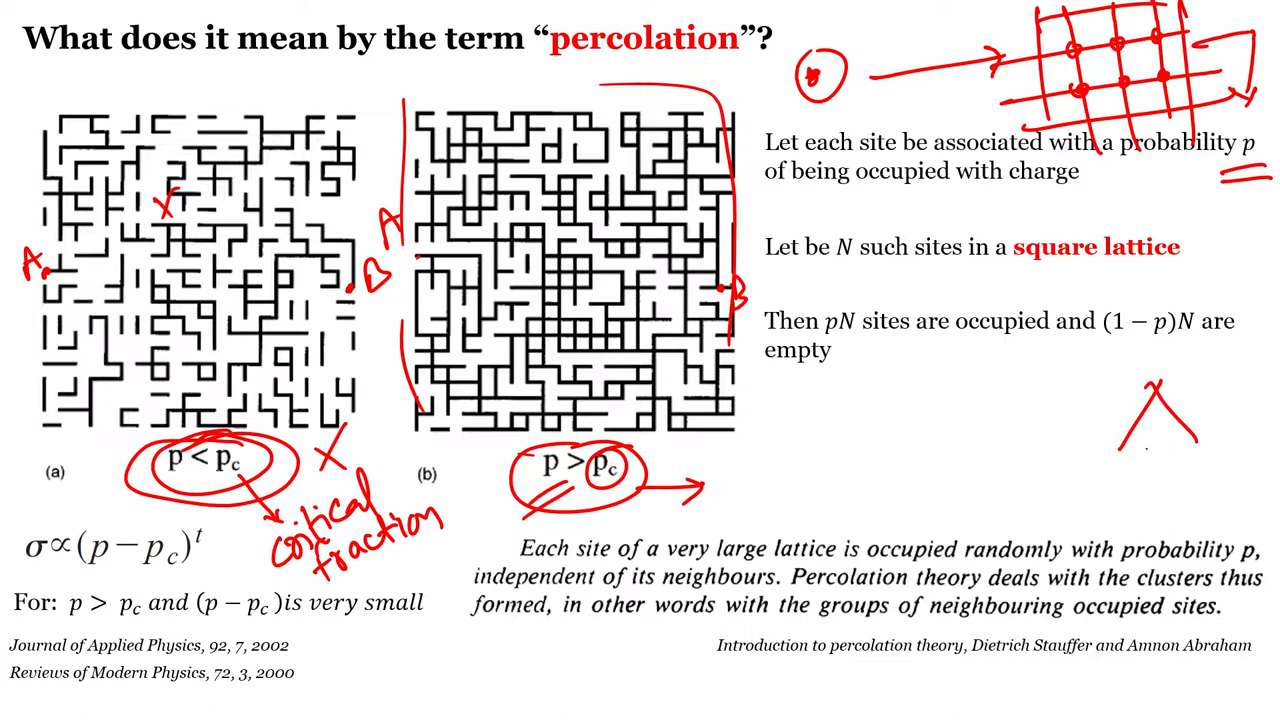 What does it mean by the term “percolation”?
Let each site be associated with a probability p
of being occupied with charge
Let be N such sites in a square lattice
Then pN sites are occupied and (1 − p)N are
empty
A
B
A
B
p < pc
(a)
p > pc
(b)
critical
fraction
σ∝(p−pc)^t
For: p > pc and (p − pc )is very small
Each site of a very large lattice is occupied randomly with probability p,
independent of its neighbours. Percolation theory deals with the clusters thus
formed, in other words with the groups of neighbouring occupied sites.
Journal of Applied Physics, 92, 7, 2002
Reviews of Modern Physics, 72, 3, 2000
Introduction to percolation theory, Dietrich Stauffer and Amnon Abraham